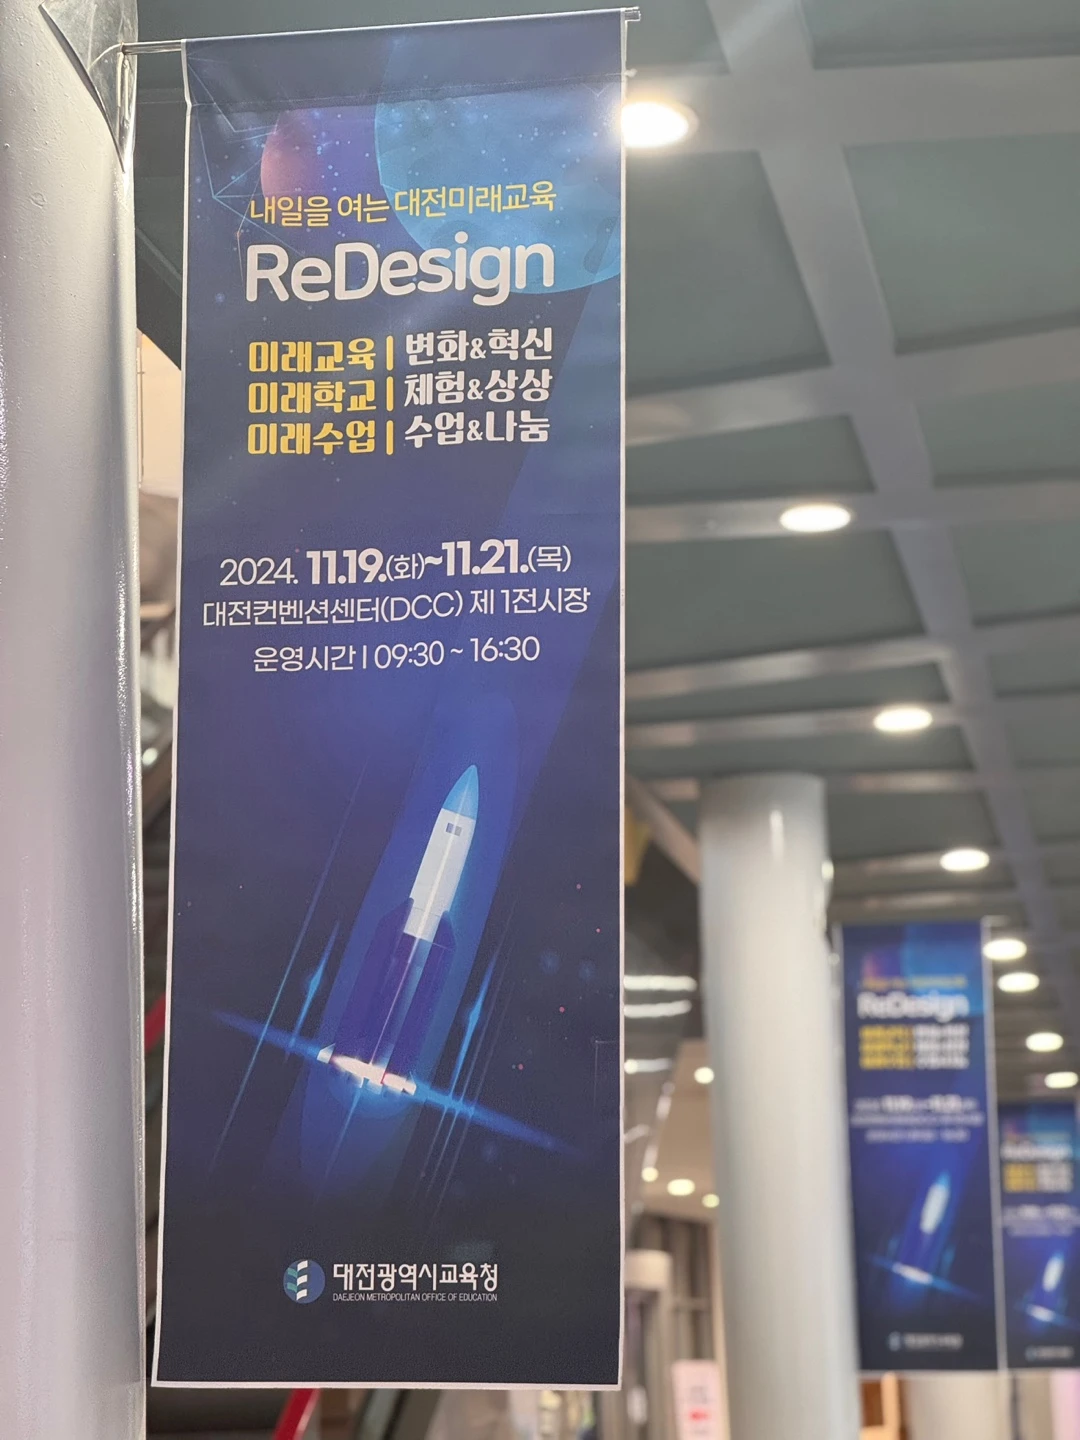 내일을 여는 대전미래교육
ReDesign
미래교육 | 변화&혁신
미래학교 | 체험&상상
미래수업 | 수업&나눔
2024. 11.19.(화)~11.21.(목)
대전컨벤션센터(DCC) 제 1전시장
운영시간 | 09:30 ~ 16:30
대전광역시교육청
DAEJEON METROPOLITAN OFFICE OF EDUCATION
ReDesign
ReDesign